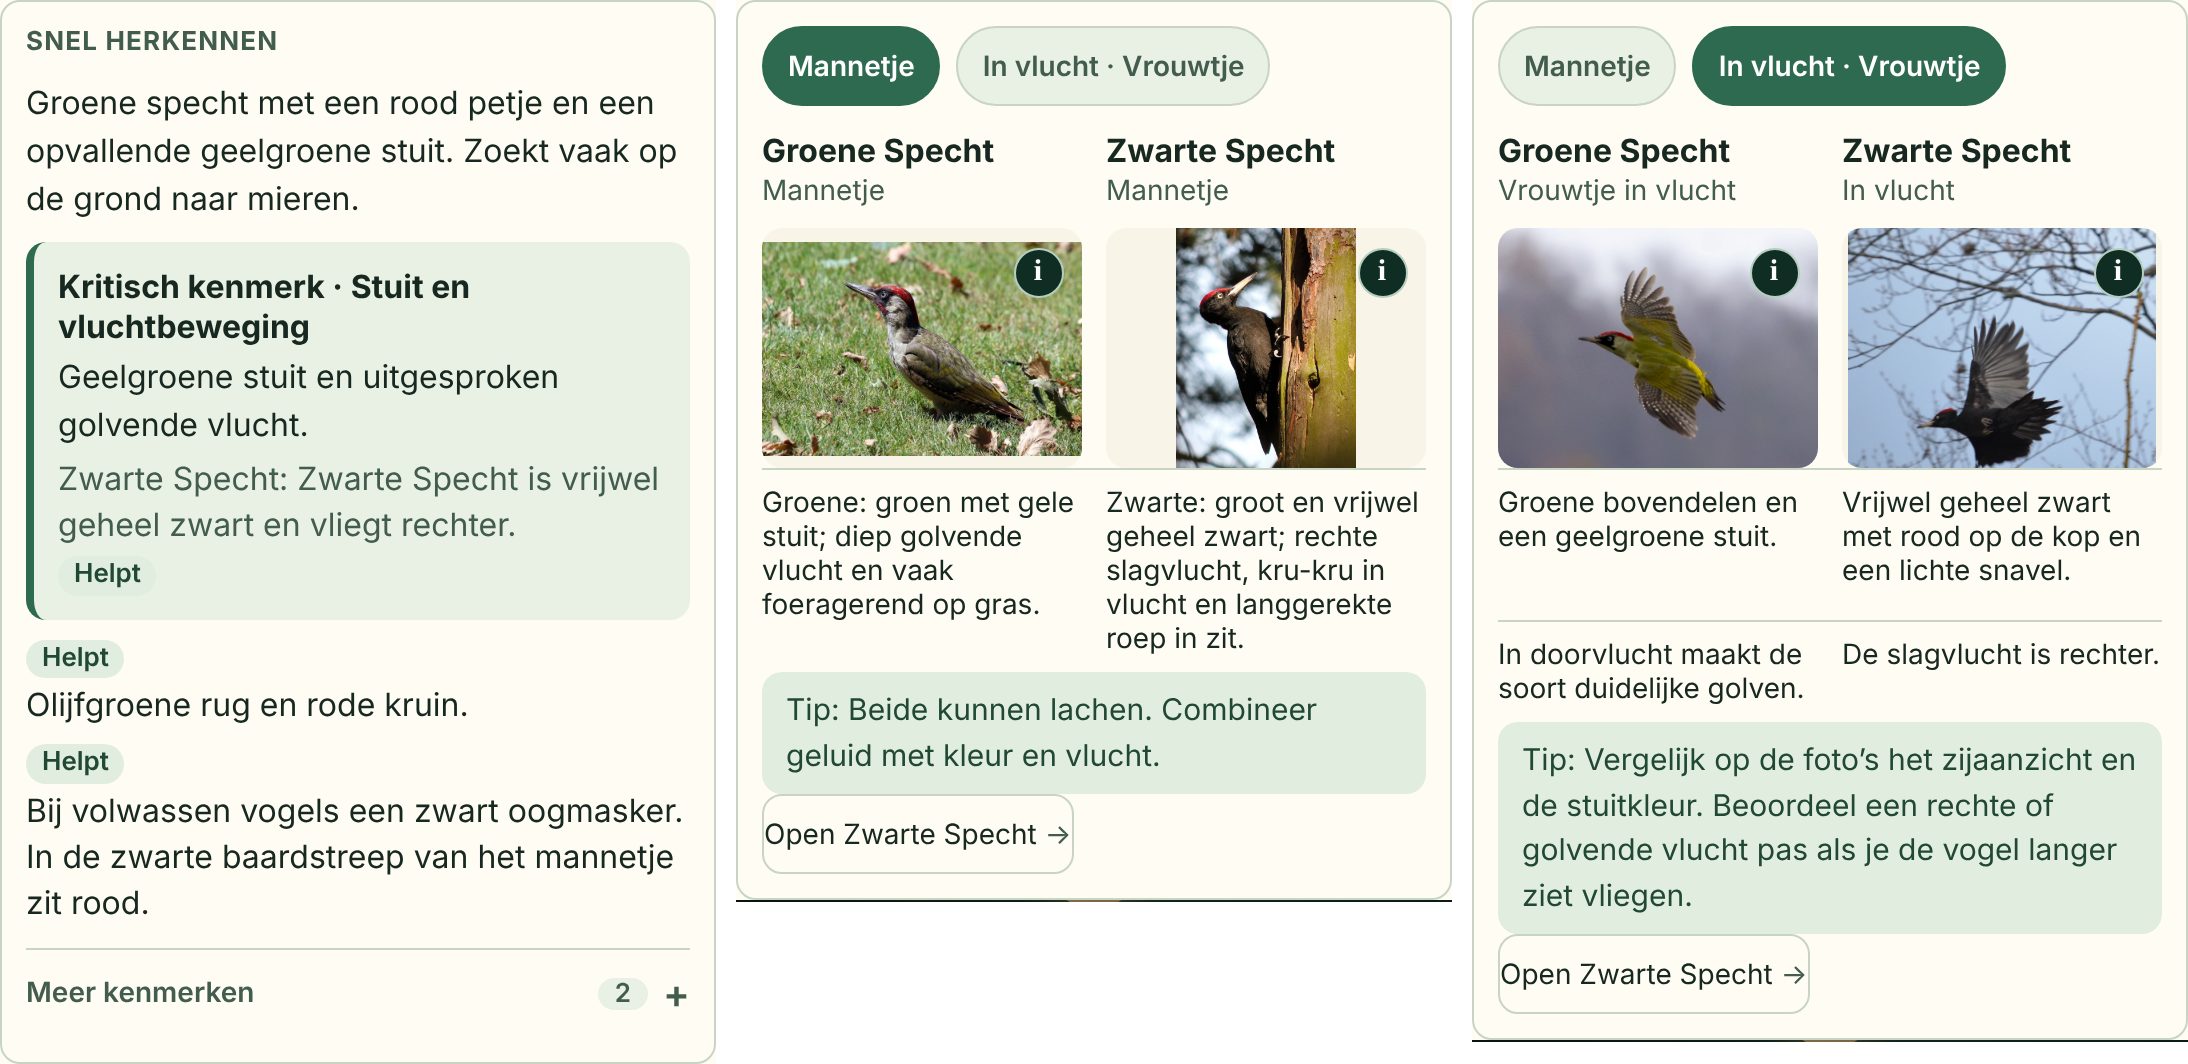 SNEL HERKENNEN
Groene specht met een rood petje en een
opvallende geelgroene stuit. Zoekt vaak op
de grond naar mieren.
Kritisch kenmerk · Stuit en
vluchtbeweging
Geelgroene stuit en uitgesproken
golvende vlucht.
Zwarte Specht: Zwarte Specht is vrijwel
geheel zwart en vliegt rechter.
Helpt
Helpt
Olijfgroene rug en rode kruin.
Helpt
Bij volwassen vogels een zwart oogmasker.
In de zwarte baardstreep van het mannetje
zit rood.
Meer kenmerken 2 +
Mannetje
In vlucht · Vrouwtje
Groene Specht
Mannetje
Zwarte Specht
Mannetje
i
i
Groene: groen met gele
stuit; diep golvende
vlucht en vaak
foeragerend op gras.
Zwarte: groot en vrijwel
geheel zwart; rechte
slagvlucht, kru-kru in
vlucht en langgerekte
roep in zit.
Tip: Beide kunnen lachen. Combineer
geluid met kleur en vlucht.
Open Zwarte Specht →
Mannetje
In vlucht · Vrouwtje
Groene Specht
Vrouwtje in vlucht
Zwarte Specht
In vlucht
i
i
Groene bovendelen en
een geelgroene stuit.
Vrijwel geheel zwart
met rood op de kop en
een lichte snavel.
In doorvlucht maakt de
soort duidelijke golven.
De slagvlucht is rechter.
Tip: Vergelijk op de foto’s het zijaanzicht en
de stuitkleur. Beoordeel een rechte of
golvende vlucht pas als je de vogel langer
ziet vliegen.
Open Zwarte Specht →